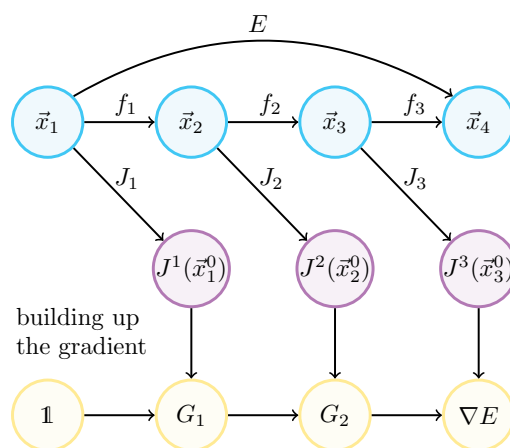 E
f₁ f₂ f₃
x⃗₁ x⃗₂ x⃗₃ x⃗₄
J₁ J₂ J₃
J¹(x⃗₁⁰) J²(x⃗₂⁰) J³(x⃗₃⁰)
building up
the gradient
𝟙 G₁ G₂ ∇E